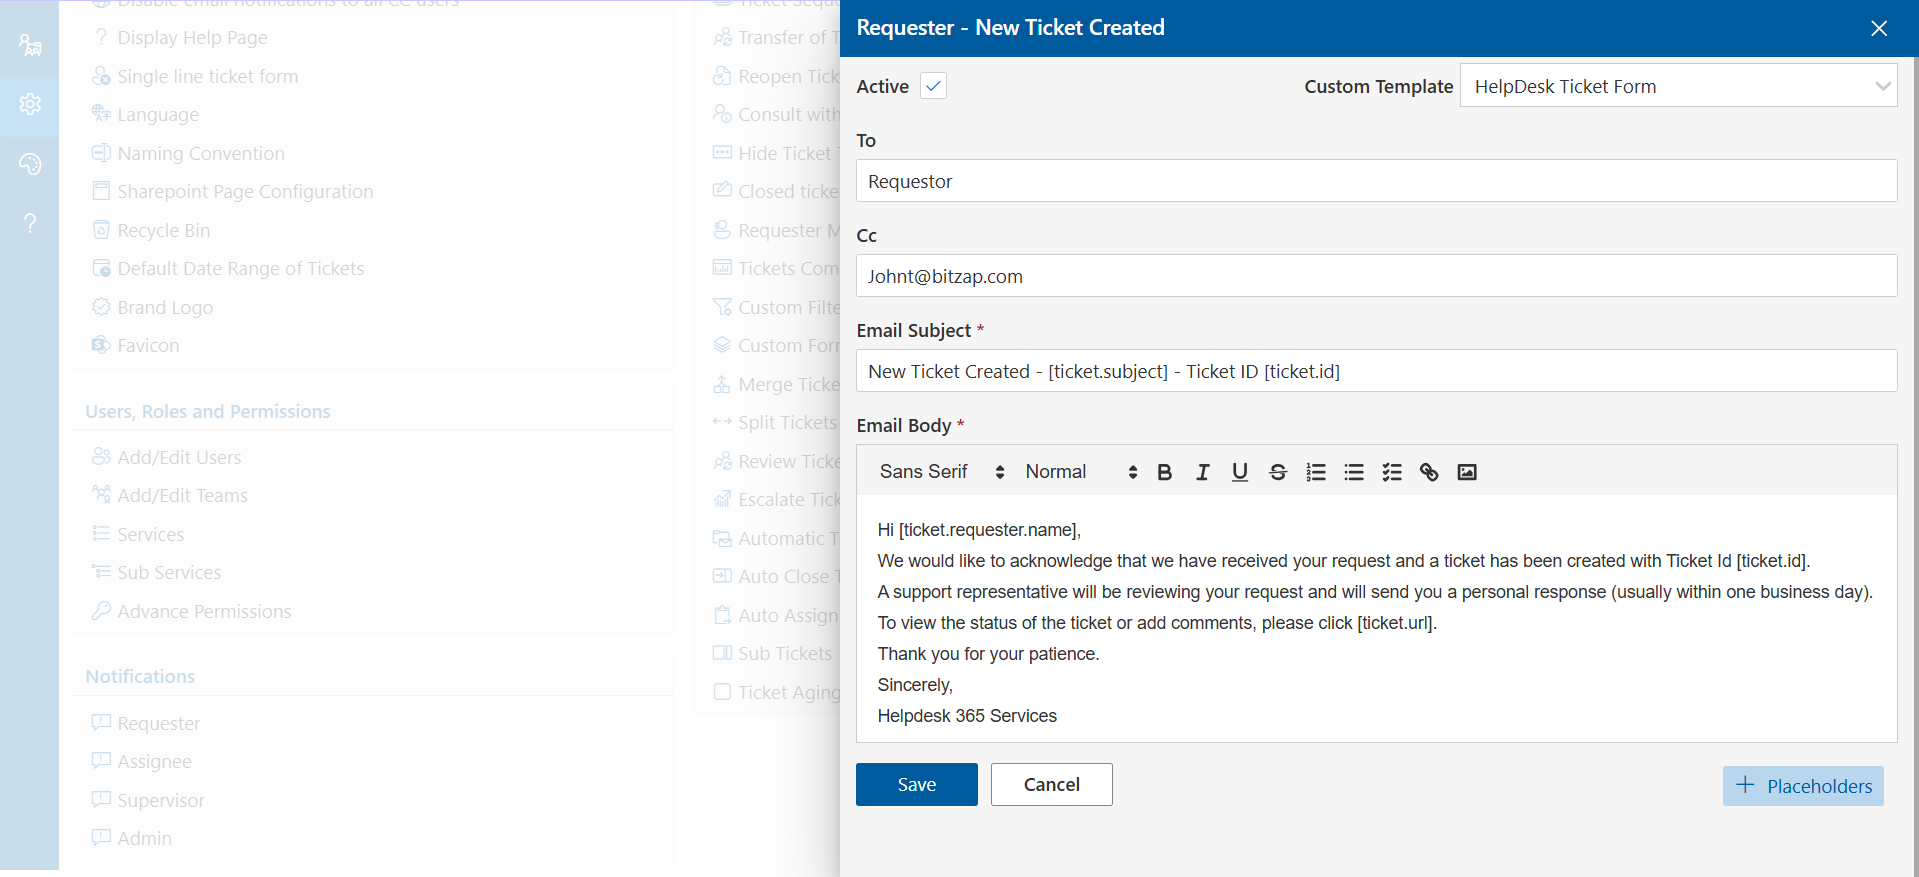 Disable email notifications to all CC users
Display Help Page
Single line ticket form
Language
Naming Convention
Sharepoint Page Configuration
Recycle Bin
Default Date Range of Tickets
Brand Logo
Favicon
Users, Roles and Permissions
Add/Edit Users
Add/Edit Teams
Services
Sub Services
Advance Permissions
Notifications
Requester
Assignee
Supervisor
Admin
Ticket Sequ
Transfer of T
Reopen Tick
Consult with
Hide Ticket
Closed ticke
Requester M
Tickets Com
Custom Filte
Custom For
Merge Ticke
Split Tickets
Review Ticke
Escalate Tick
Automatic T
Auto Close T
Auto Assign
Sub Tickets
Ticket Aging
Requester - New Ticket Created
Active
Custom Template HelpDesk Ticket Form
To
Requestor
Cc
Johnt@bitzap.com
Email Subject *
New Ticket Created - [ticket.subject] - Ticket ID [ticket.id]
Email Body *
Sans Serif Normal B I U S
Hi [ticket.requester.name],
We would like to acknowledge that we have received your request and a ticket has been created with Ticket Id [ticket.id].
A support representative will be reviewing your request and will send you a personal response (usually within one business day).
To view the status of the ticket or add comments, please click [ticket.url].
Thank you for your patience.
Sincerely,
Helpdesk 365 Services
Save Cancel + Placeholders